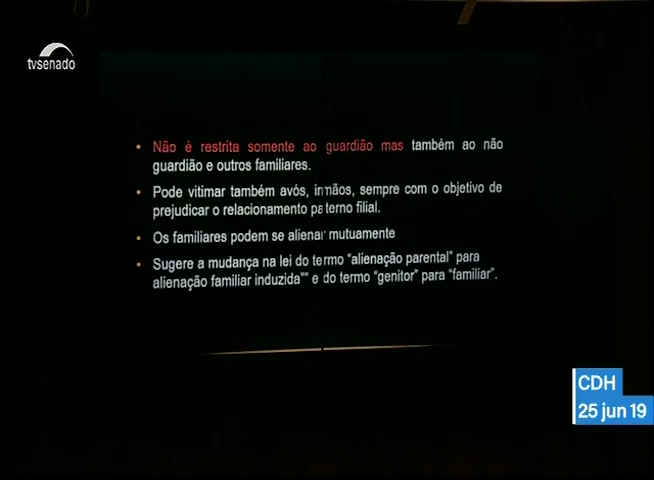 tvsenado
• Não é restrita somente ao guardião mas também ao não
guardião e outros familiares.
• Pode vitimar também avós, irmãos, sempre com o objetivo de
prejudicar o relacionamento paterno filial.
• Os familiares podem se alienar mutuamente
• Sugere a mudança na lei do termo "alienação parental" para
alienação familiar induzida"" e do termo "genitor" para "familiar".
CDH
25 jun 19